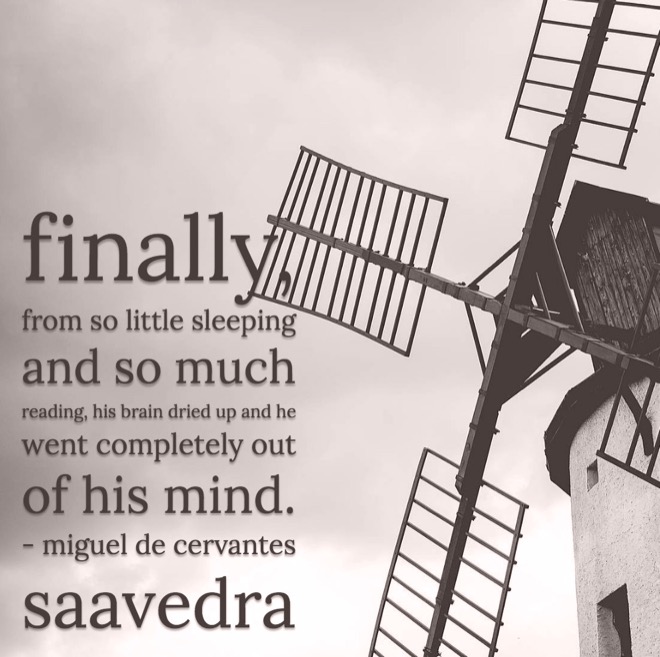 finally,
from so little sleeping
and so much
reading, his brain dried up and he
went completely out
of his mind.
- miguel de cervantes
saavedra